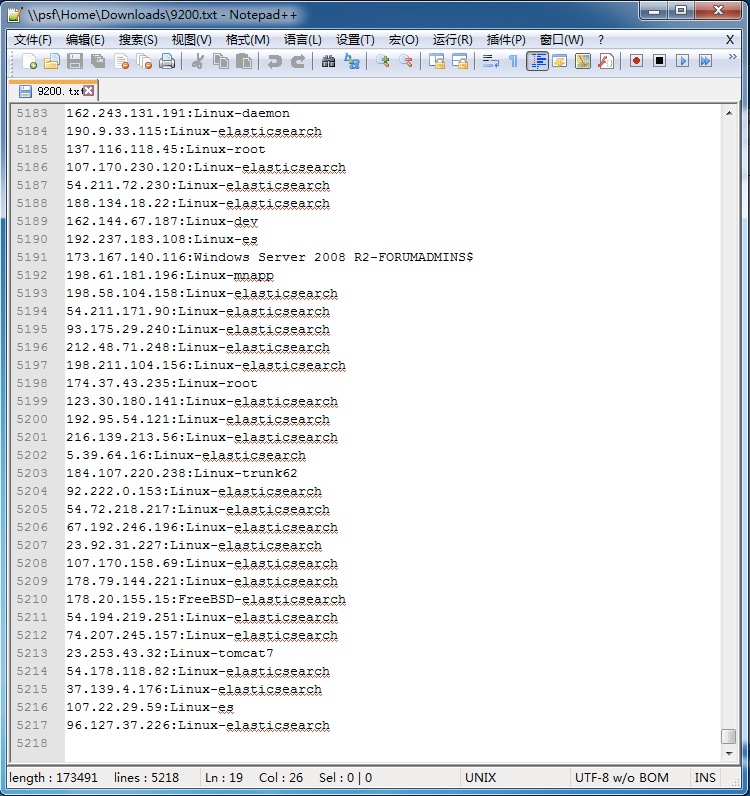 \\psf\Home\Downloads\9200.txt - Notepad++
文件(F) 编辑(E) 搜索(S) 视图(V) 格式(M) 语言(L) 设置(T) 宏(O) 运行(R) 插件(P) 窗口(W) ? X
9200. txt
5183 162.243.131.191:Linux-daemon
5184 190.9.33.115:Linux-elasticsearch
5185 137.116.118.45:Linux-root
5186 107.170.230.120:Linux-elasticsearch
5187 54.211.72.230:Linux-elasticsearch
5188 188.134.18.22:Linux-elasticsearch
5189 162.144.67.187:Linux-dev
5190 192.237.183.108:Linux-es
5191 173.167.140.116:Windows Server 2008 R2-FORUMADMINS$
5192 198.61.181.196:Linux-mnapp
5193 198.58.104.158:Linux-elasticsearch
5194 54.211.171.90:Linux-elasticsearch
5195 93.175.29.240:Linux-elasticsearch
5196 212.48.71.248:Linux-elasticsearch
5197 198.211.104.156:Linux-elasticsearch
5198 174.37.43.235:Linux-root
5199 123.30.180.141:Linux-elasticsearch
5200 192.95.54.121:Linux-elasticsearch
5201 216.139.213.56:Linux-elasticsearch
5202 5.39.64.16:Linux-elasticsearch
5203 184.107.220.238:Linux-trunk62
5204 92.222.0.153:Linux-elasticsearch
5205 54.72.218.217:Linux-elasticsearch
5206 67.192.246.196:Linux-elasticsearch
5207 23.92.31.227:Linux-elasticsearch
5208 107.170.158.69:Linux-elasticsearch
5209 178.79.144.221:Linux-elasticsearch
5210 178.20.155.15:FreeBSD-elasticsearch
5211 54.194.219.251:Linux-elasticsearch
5212 74.207.245.157:Linux-elasticsearch
5213 23.253.43.32:Linux-tomcat7
5214 54.178.118.82:Linux-elasticsearch
5215 37.139.4.176:Linux-elasticsearch
5216 107.22.29.59:Linux-es
5217 96.127.37.226:Linux-elasticsearch
5218
length : 173491 lines : 5218 Ln : 19 Col : 26 Sel : 0 | 0 UNIX UTF-8 w/o BOM INS